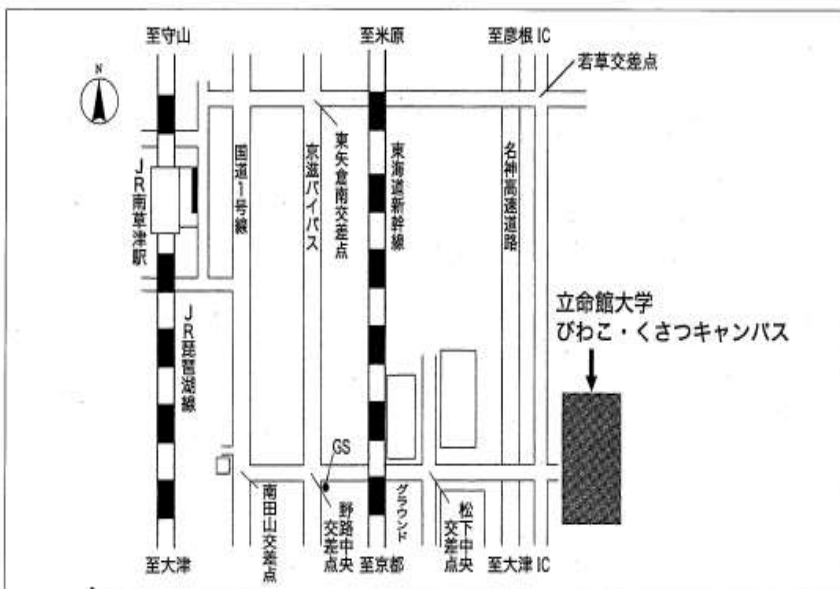 至守山
至米原
至彦根IC
若草交差点
N
JR南草津駅
国道1号線
京滋バイパス
東矢倉南交差点
東海道新幹線
名神高速道路
立命館大学
びわこ・くさつキャンパス
JR琵琶湖線
GS
南田山交差点
野路中央
交差点
グラウンド
松下中央
交差点
至大津
至京都
至大津IC